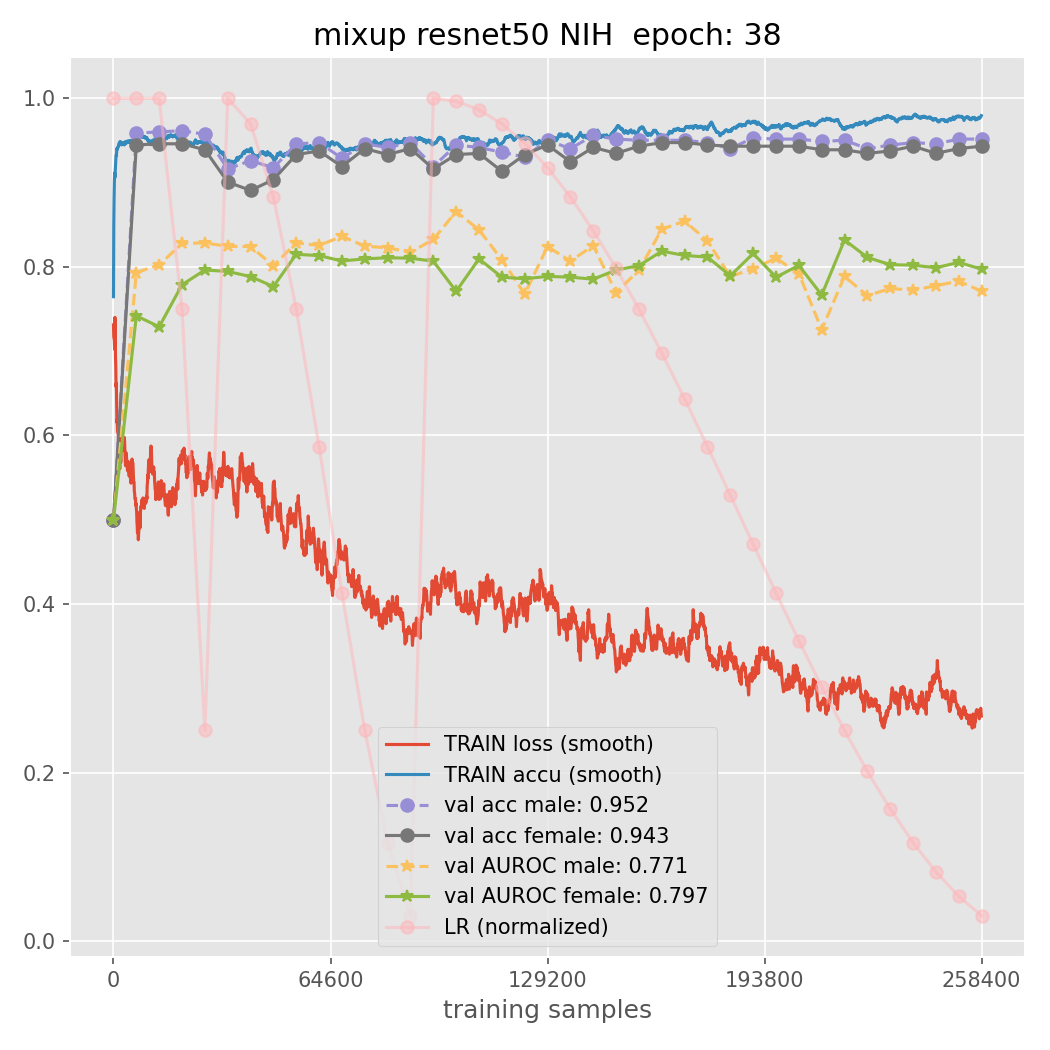 mixup resnet50 NIH  epoch: 38
1.0
0.8
0.6
0.4
0.2
0.0
TRAIN loss (smooth)
TRAIN accu (smooth)
val acc male: 0.952
val acc female: 0.943
val AUROC male: 0.771
val AUROC female: 0.797
LR (normalized)
0 64600 129200 193800 258400
training samples